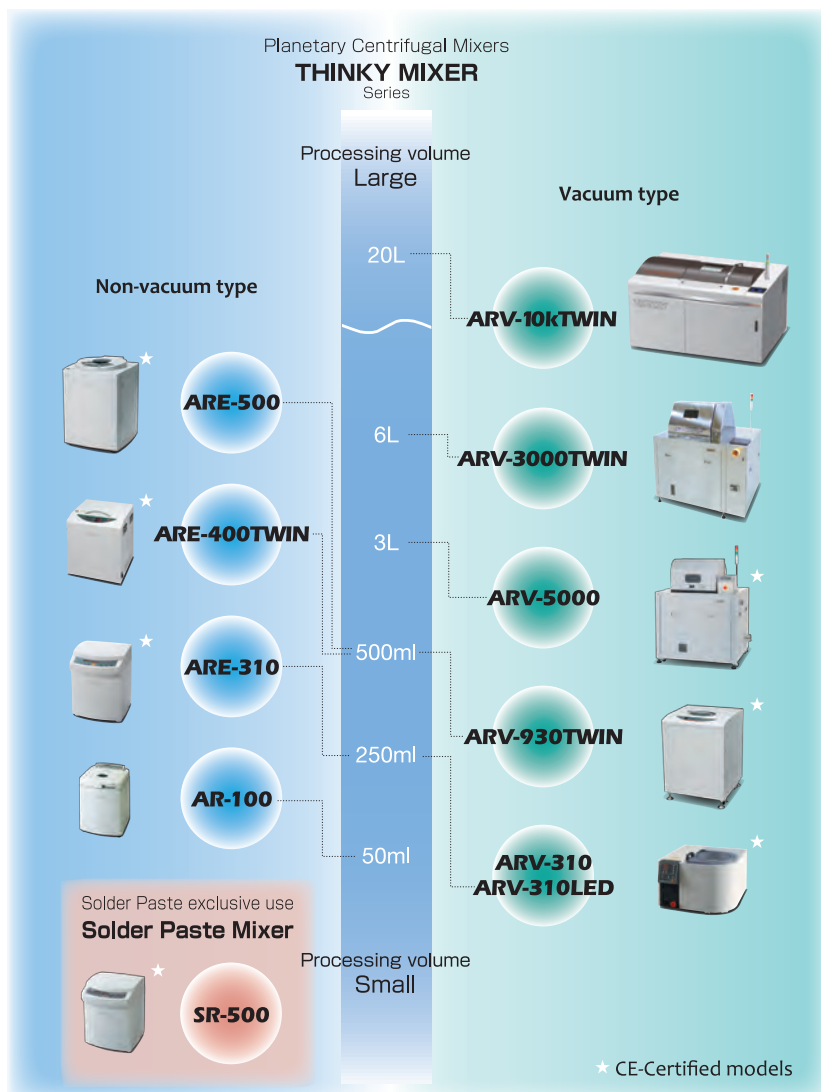 Planetary Centrifugal Mixers
THINKY MIXER
Series
Processing volume
Large
Non-vacuum type
Vacuum type
20L
ARV-10kTWIN
ARE-500
6L
ARV-3000TWIN
ARE-400TWIN
3L
ARV-5000
ARE-310
500ml
ARV-930TWIN
250ml
AR-100
50ml
ARV-310
ARV-310LED
Solder Paste exclusive use
Solder Paste Mixer
SR-500
Processing volume
Small
★ CE-Certified models